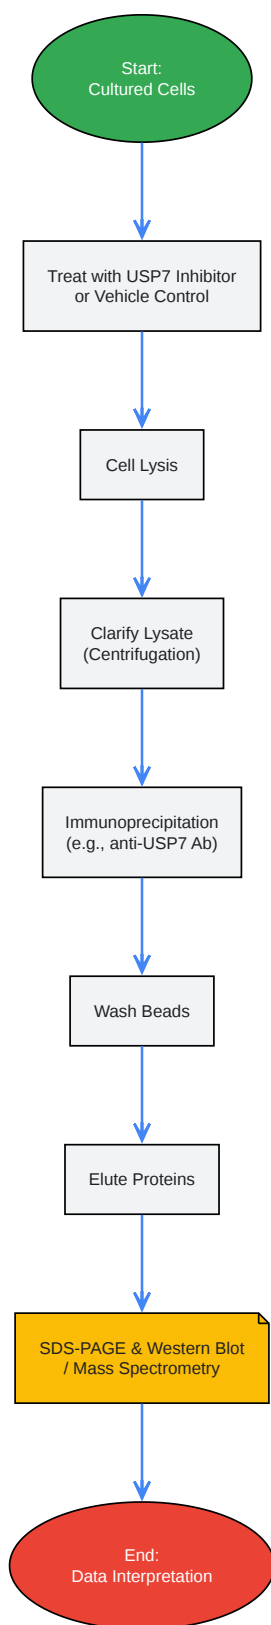 Start:
Cultured Cells
Treat with USP7 Inhibitor
or Vehicle Control
Cell Lysis
Clarify Lysate
(Centrifugation)
Immunoprecipitation
(e.g., anti-USP7 Ab)
Wash Beads
Elute Proteins
SDS-PAGE & Western Blot
/ Mass Spectrometry
End:
Data Interpretation